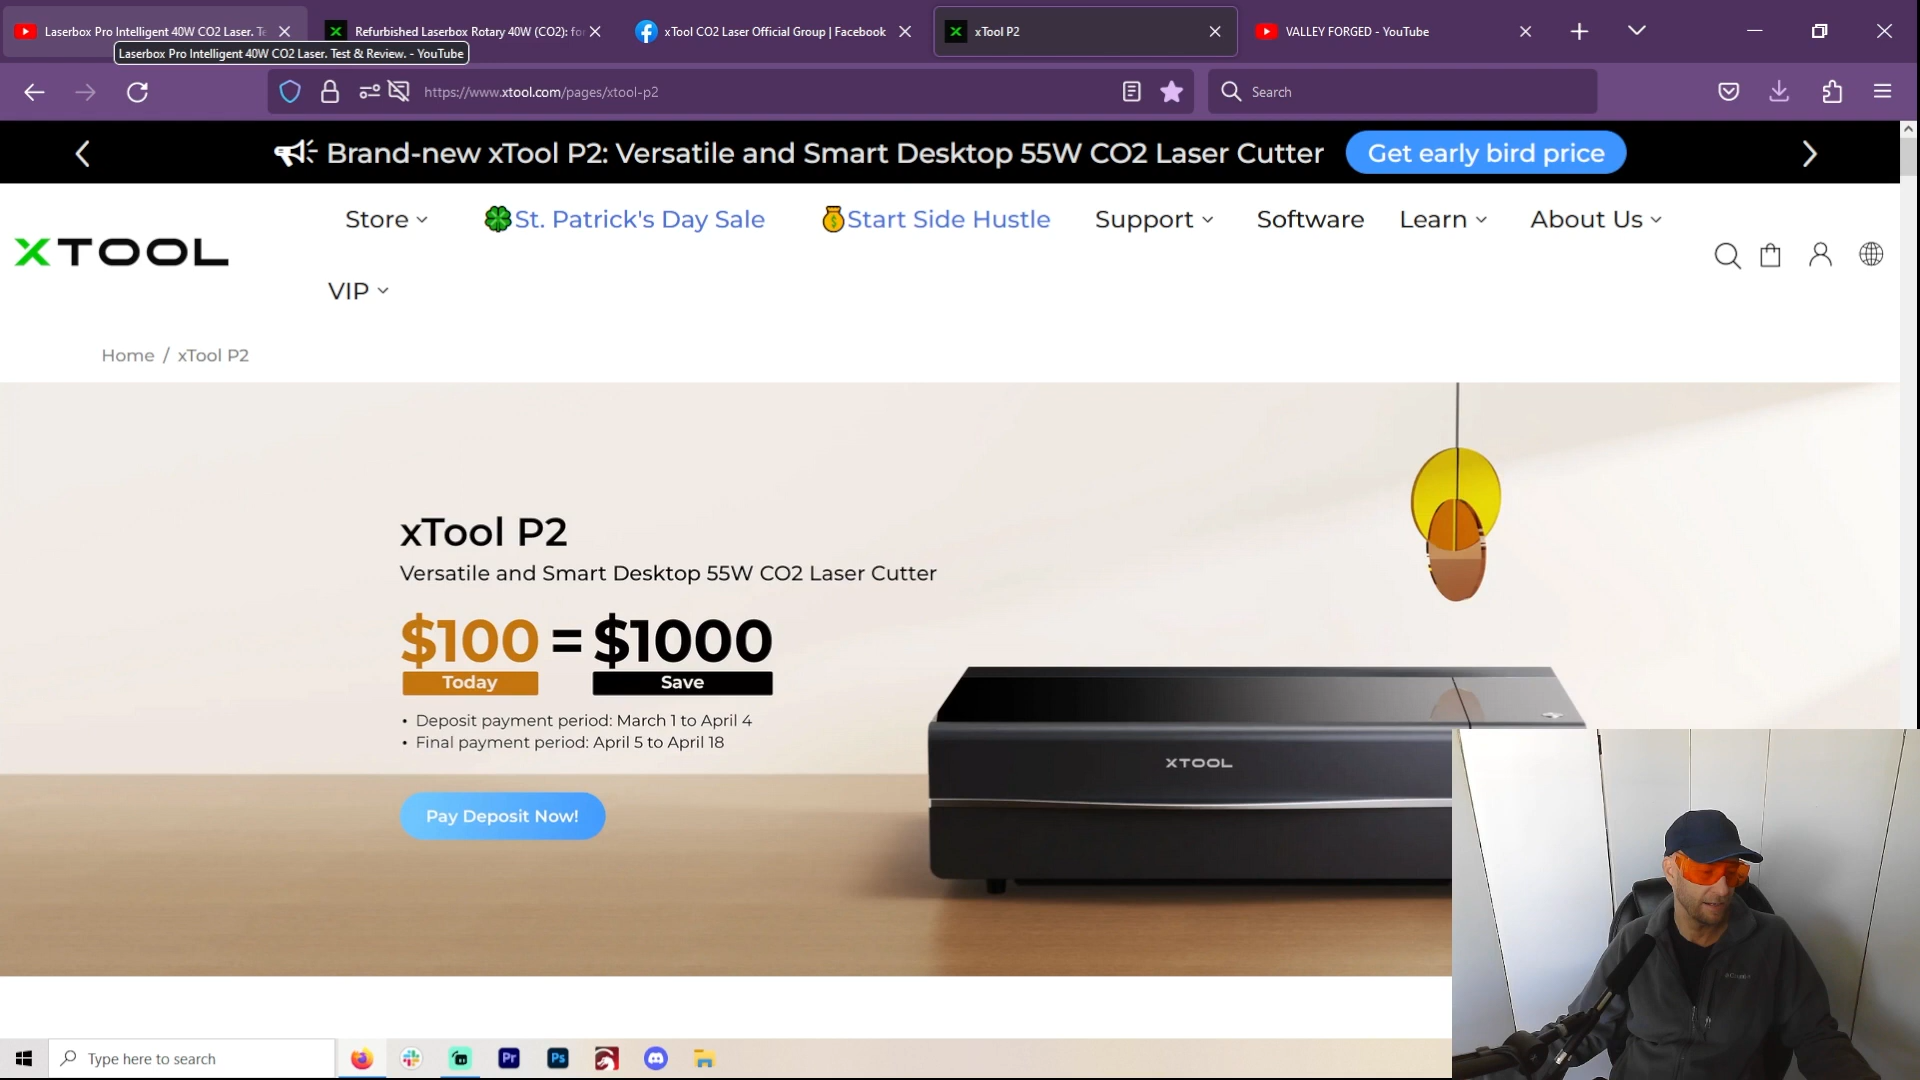 Laserbox Pro Intelligent 40W CO2 Laser. Te
Refurbished Laserbox Rotary 40W (CO2): for
xTool CO2 Laser Official Group | Facebook
xTool P2
VALLEY FORGED - YouTube
Laserbox Pro Intelligent 40W CO2 Laser. Test & Review. - YouTube
https://www.xtool.com/pages/xtool-p2
Search
Brand-new xTool P2: Versatile and Smart Desktop 55W CO2 Laser Cutter
Get early bird price
XTOOL
Store
St. Patrick's Day Sale
Start Side Hustle
Support
Software
Learn
About Us
VIP
Home / xTool P2
xTool P2
Versatile and Smart Desktop 55W CO2 Laser Cutter
$100 = $1000
Today Save
• Deposit payment period: March 1 to April 4
• Final payment period: April 5 to April 18
Pay Deposit Now!
XTOOL
Type here to search
Pr
Ps